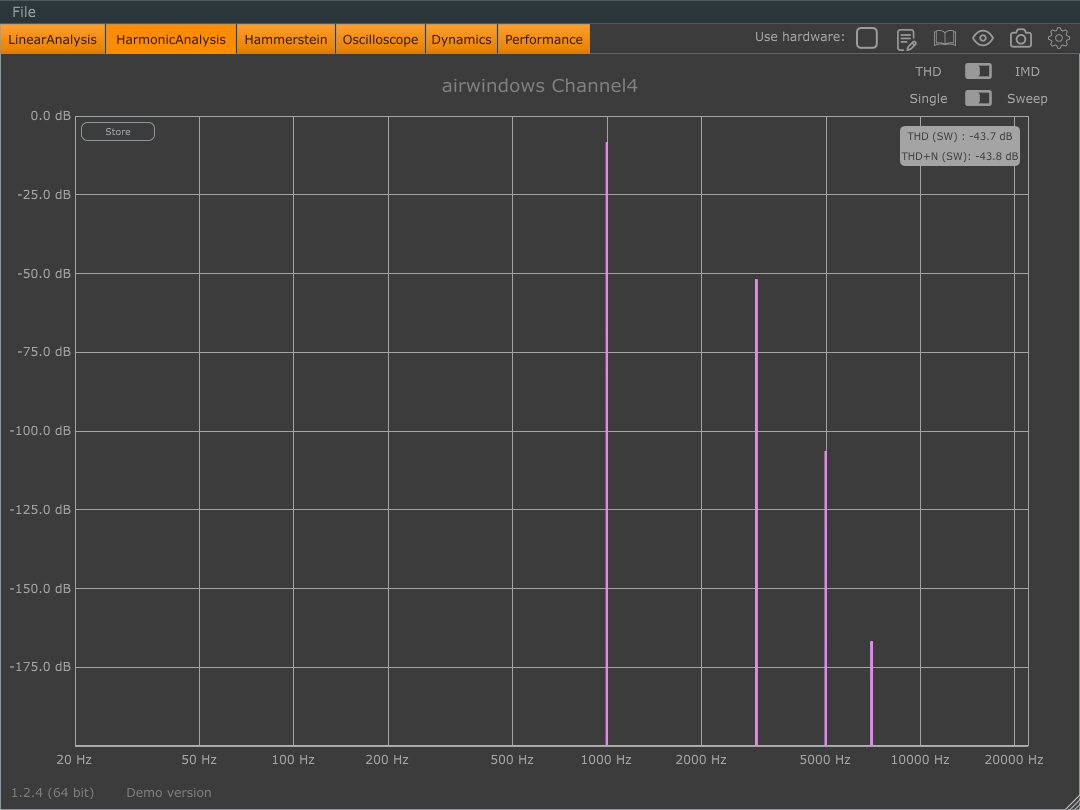 File
LinearAnalysis HarmonicAnalysis Hammerstein Oscilloscope Dynamics Performance Use hardware:
THD IMD
airwindows Channel4
Single Sweep
0.0 dB
Store
THD (SW) : -43.7 dB
THD+N (SW): -43.8 dB
-25.0 dB
-50.0 dB
-75.0 dB
-100.0 dB
-125.0 dB
-150.0 dB
-175.0 dB
20 Hz 50 Hz 100 Hz 200 Hz 500 Hz 1000 Hz 2000 Hz 5000 Hz 10000 Hz 20000 Hz
1.2.4 (64 bit) Demo version